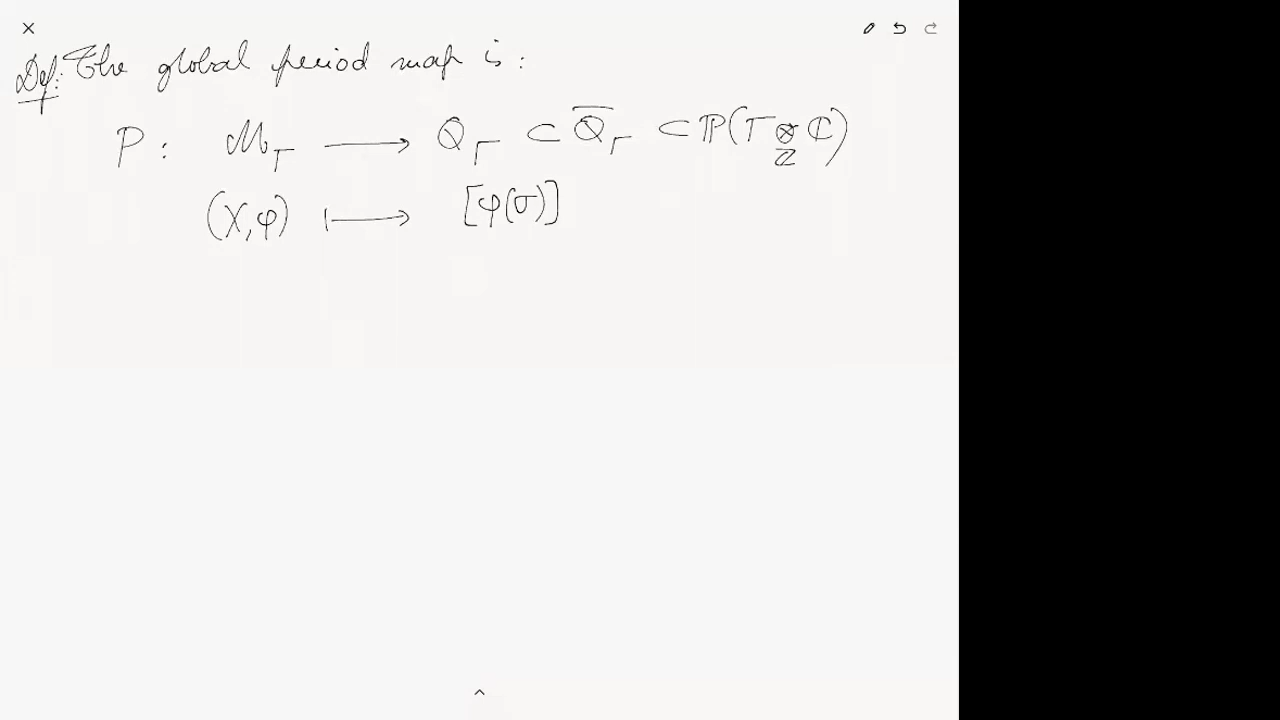 Def: The global period map is :
P : 𝓜_Γ ⟶ Q_Γ ⊂ Q̅_Γ ⊂ ℙ(Γ ⊗_ℤ ℂ)
(X, φ) ⟼ [φ(σ)]